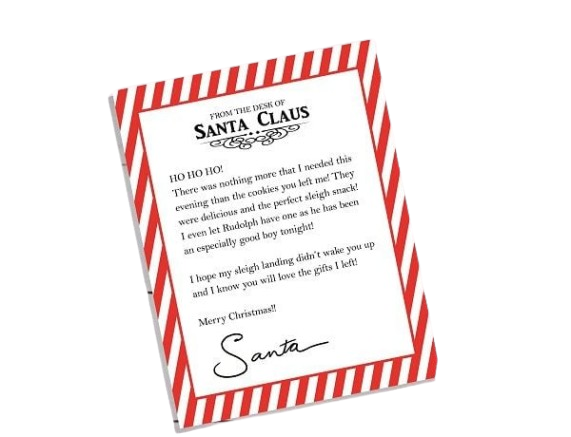 FROM THE DESK OF
SANTA CLAUS
HO HO HO!
There was nothing more that I needed this
evening than the cookies you left me! They
were delicious and the perfect sleigh snack!
I even let Rudolph have one as he has been
an especially good boy tonight!
I hope my sleigh landing didn't wake you up
and I know you will love the gifts I left!
Merry Christmas!!
Santa